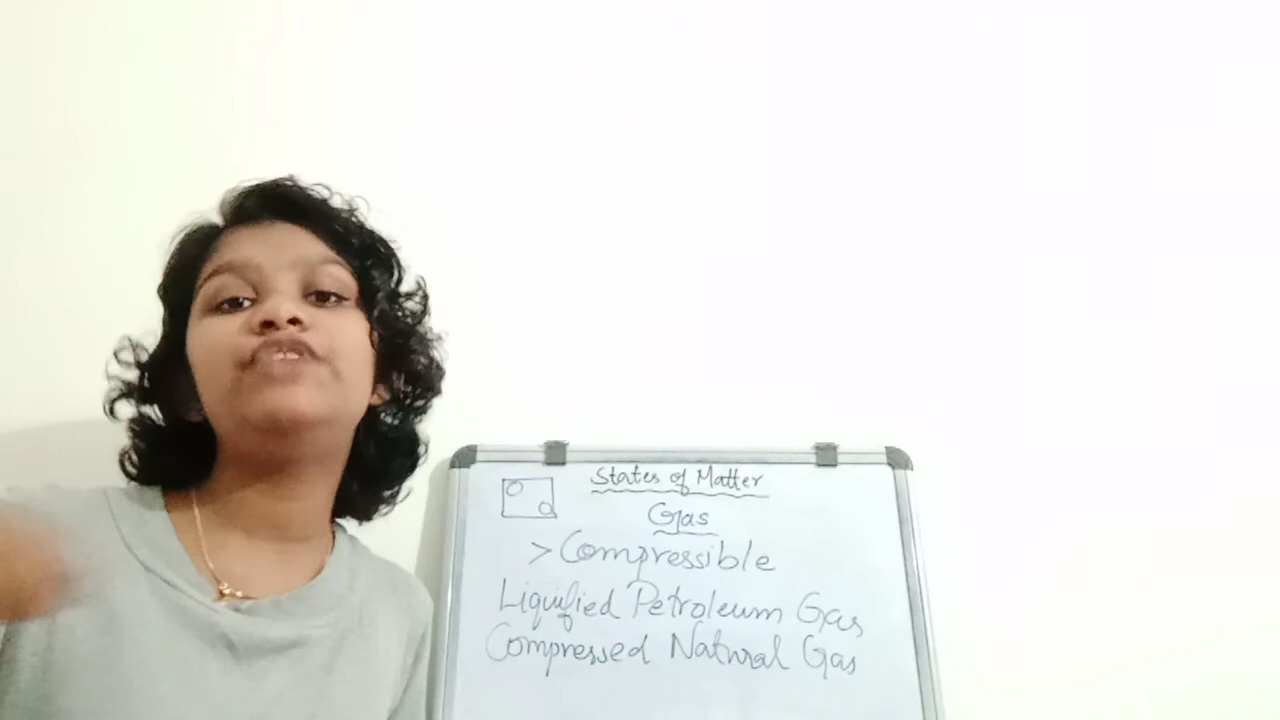 States of Matter
Gas
> Compressible
Liquified Petroleum Gas
Compressed Natural Gas